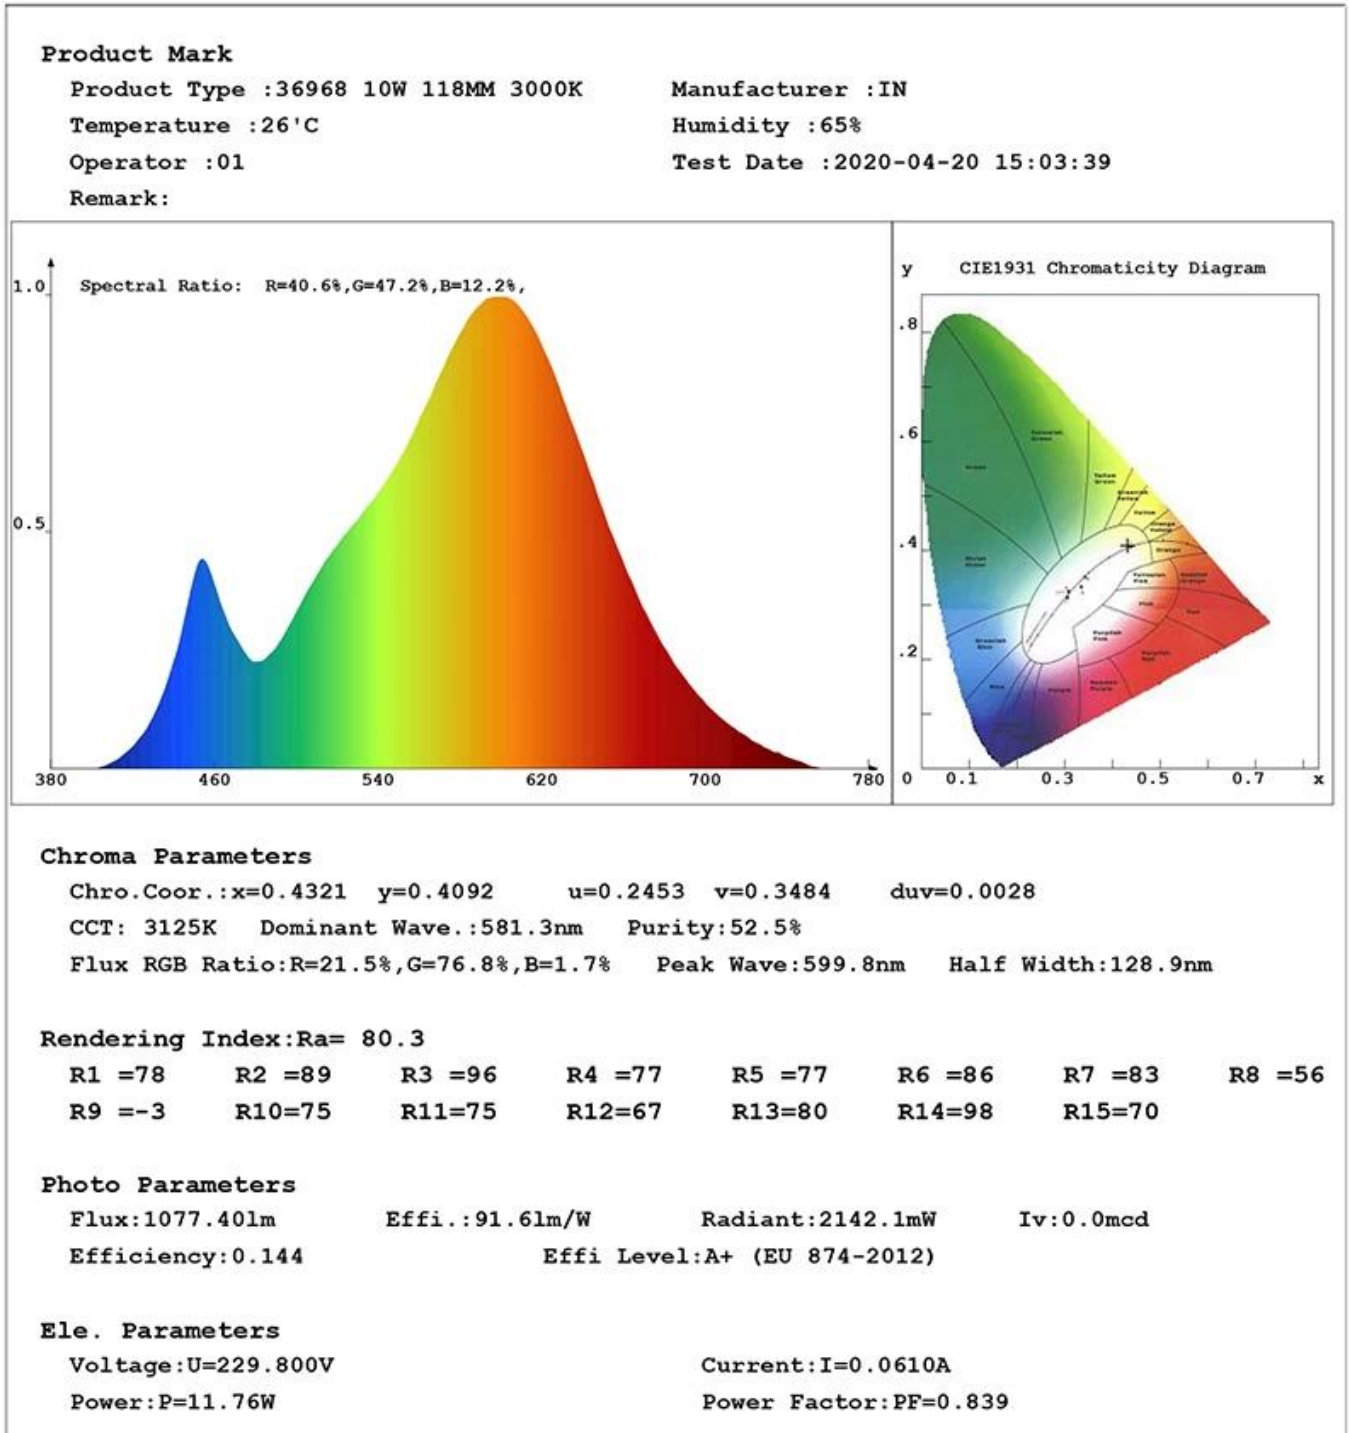 Product Mark
Product Type :36968 10W 118MM 3000K Manufacturer :IN
Temperature :26'C Humidity :65%
Operator :01 Test Date :2020-04-20 15:03:39
Remark:
Spectral Ratio: R=40.6%,G=47.2%,B=12.2%,
1.0
0.5
380 460 540 620 700 780
y CIE1931 Chromaticity Diagram
.8
.6
.4
.2
0 0.1 0.3 0.5 0.7 x
Chroma Parameters
Chro.Coor.:x=0.4321 y=0.4092 u=0.2453 v=0.3484 duv=0.0028
CCT: 3125K Dominant Wave.:581.3nm Purity:52.5%
Flux RGB Ratio:R=21.5%,G=76.8%,B=1.7% Peak Wave:599.8nm Half Width:128.9nm
Rendering Index:Ra= 80.3
R1 =78 R2 =89 R3 =96 R4 =77 R5 =77 R6 =86 R7 =83 R8 =56
R9 =-3 R10=75 R11=75 R12=67 R13=80 R14=98 R15=70
Photo Parameters
Flux:1077.40lm Effi.:91.6lm/W Radiant:2142.1mW Iv:0.0mcd
Efficiency:0.144 Effi Level:A+ (EU 874-2012)
Ele. Parameters
Voltage:U=229.800V Current:I=0.0610A
Power:P=11.76W Power Factor:PF=0.839